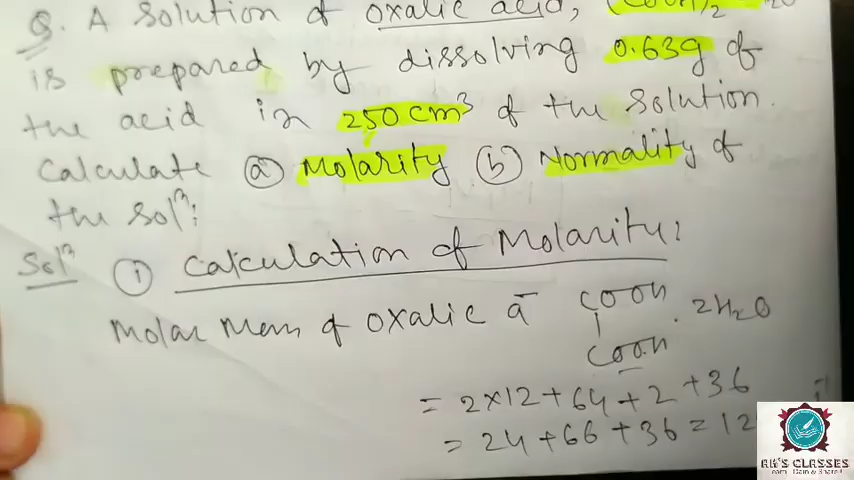 Q. A Solution of oxalic acid, (COOH)2
is prepared by dissolving 0.63g of
the acid in 250 cm³ of the solution.
Calculate ⓐ Molarity ⓑ Normality of
the solⁿ:
Solⁿ ① Calculation of Molarity:
Molar Mass of oxalic a COOH
. 2H2O
COOH
= 2×12+64+2+36
= 24+66+36=12
RK'S CLASSES